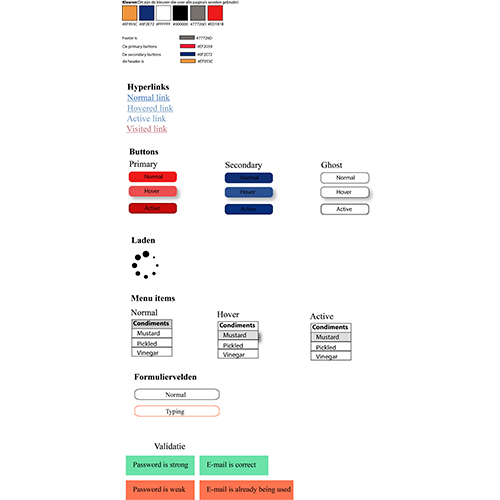 Kleuren(Dit zijn de kleuren die over alle pagina's worden gebruikt)
#EF953C #0F2E72 #FFFFFF #000000 #77726D #ED1B1B
Footer is #77726D
De primary buttons #EF2039
De secondary buttons #0F2E72
de header is #EF953C
Hyperlinks
Normal link
Hovered link
Active link
Visited link
Buttons
Primary Secondary Ghost
Normal Normal Normal
Hover Hover Hover
Active Active Active
Laden
Menu items
Normal Hover Active
Condiments Condiments Condiments
Mustard Mustard Mustard
Pickled Pickled Pickled
Vinegar Vinegar Vinegar
Formuliervelden
Normal
Typing
Validatie
Password is strong E-mail is correct
Password is weak E-mail is already being used